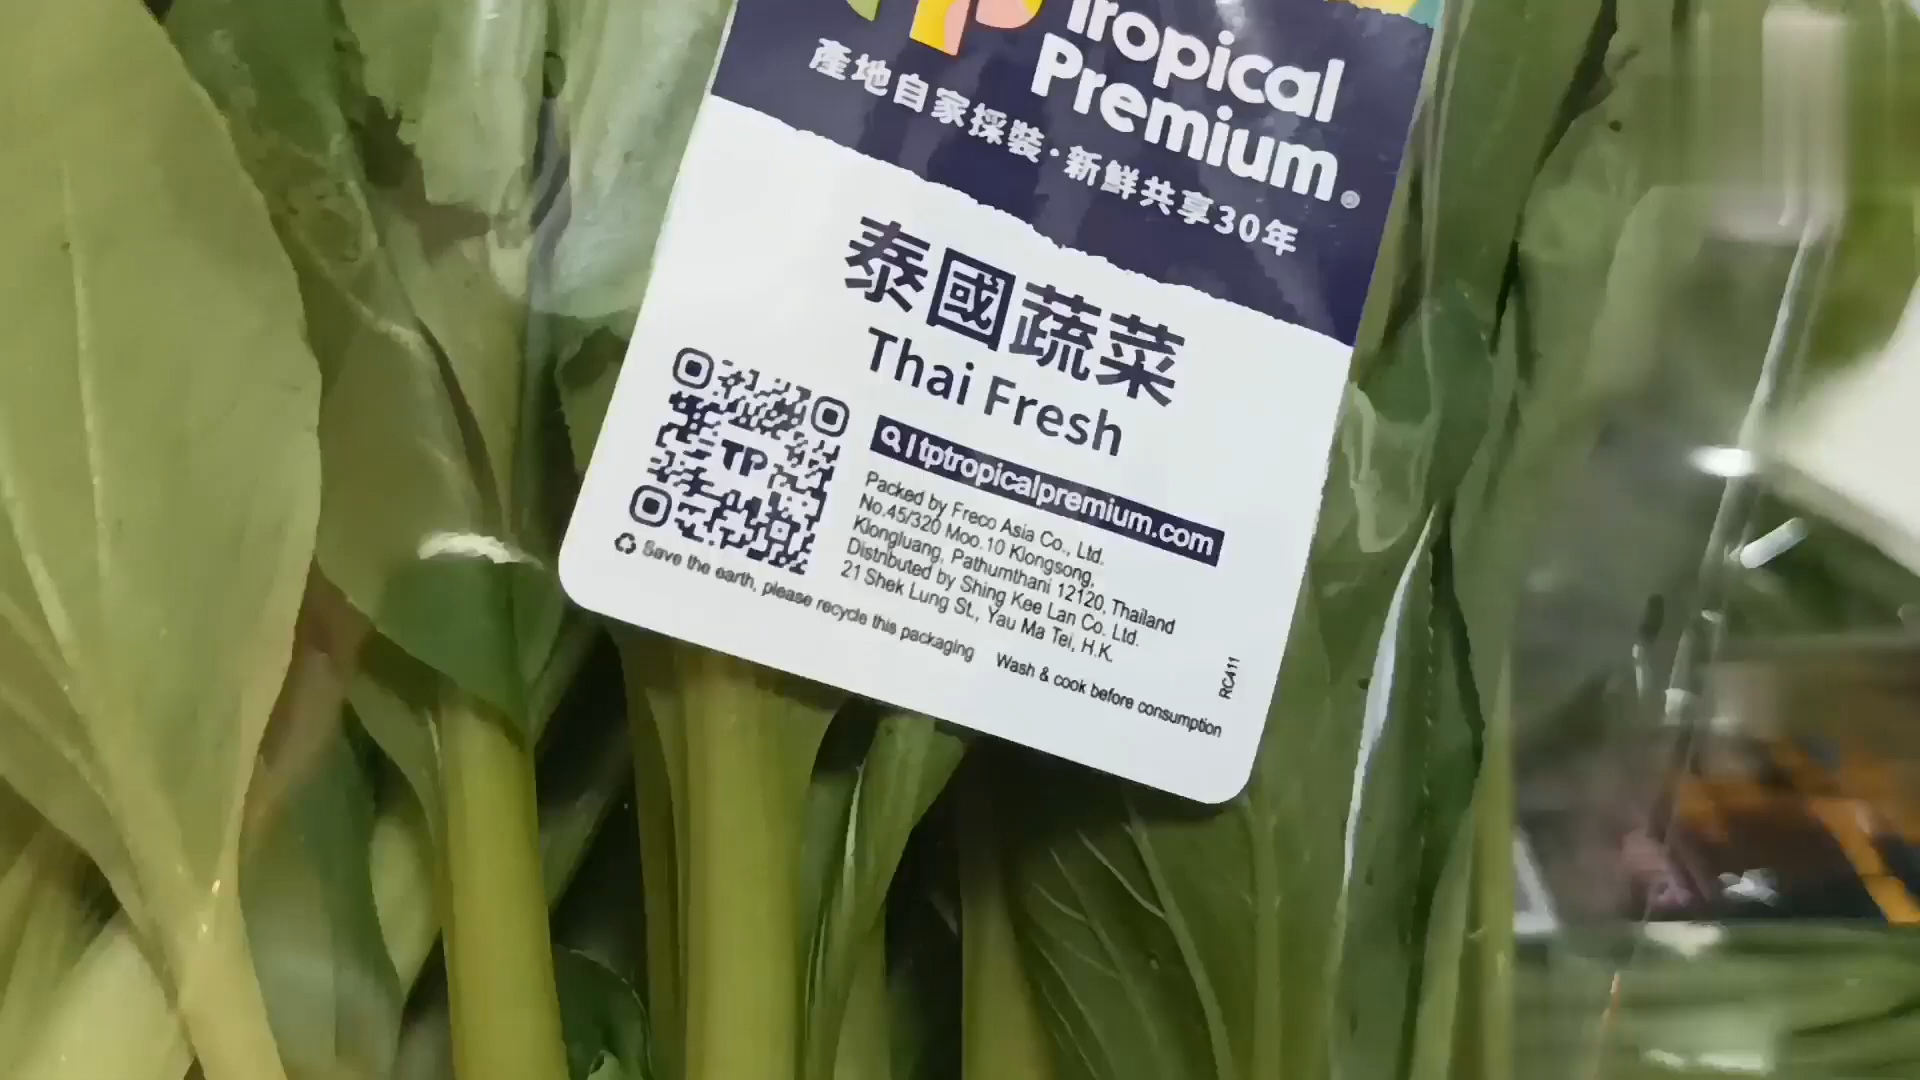 Tropical
Premium®
產地自家採裝·新鮮共享30年
泰國蔬菜
Thai Fresh
tptropicalpremium.com
TP
Packed by Freco Asia Co., Ltd.
No.45/320 Moo.10 Klongsong,
Klongluang, Pathumthani 12120, Thailand
Distributed by Shing Kee Lan Co. Ltd.
21 Shek Lung St., Yau Ma Tei, H.K.
Save the earth, please recycle this packaging
Wash & cook before consumption
RC411